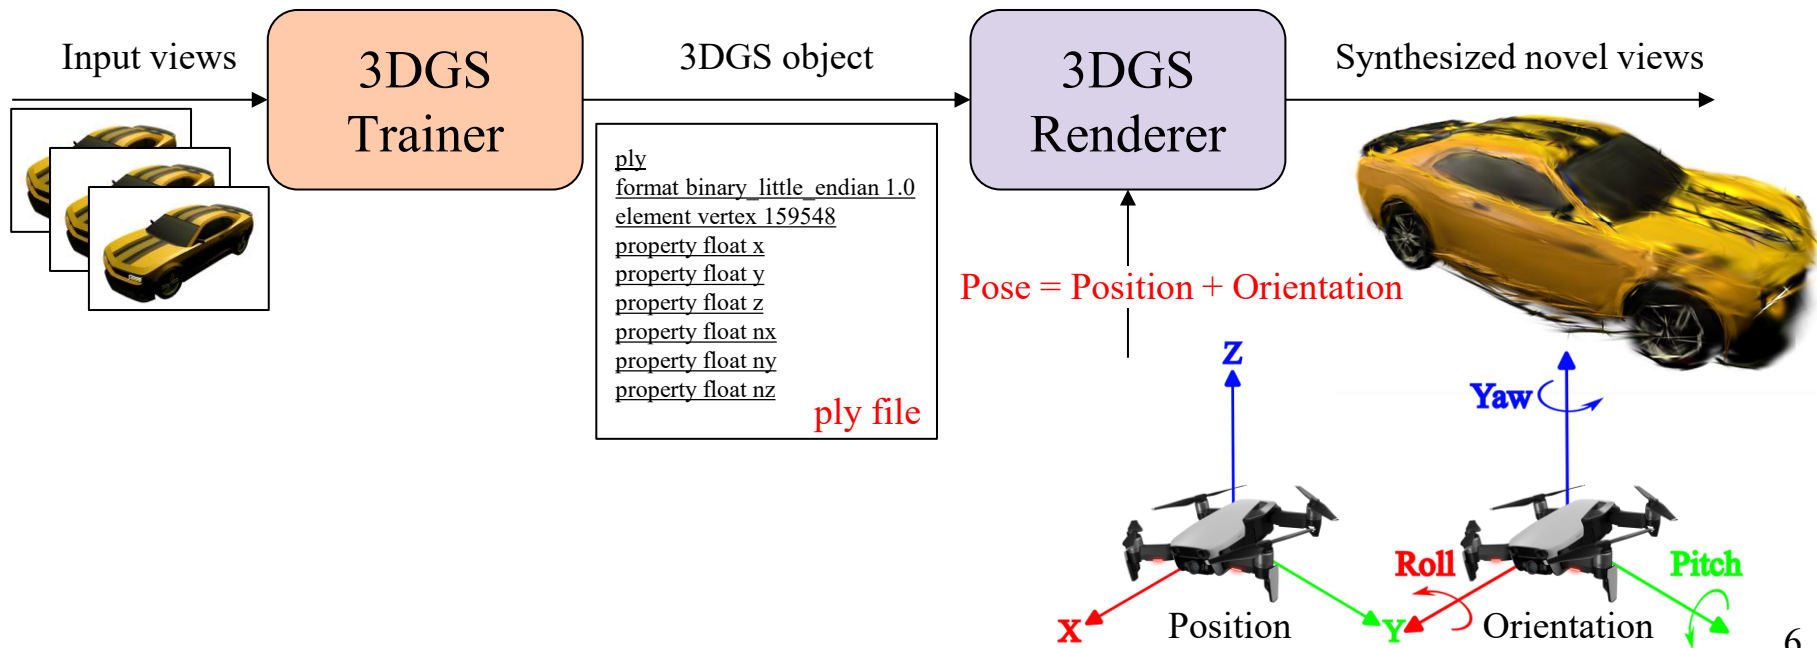 Input views
3DGS
Trainer
3DGS object
3DGS
Renderer
Synthesized novel views
ply
format binary_little_endian 1.0
element vertex 159548
property float x
property float y
property float z
property float nx
property float ny
property float nz
ply file
Pose = Position + Orientation
Z
X
Y
Position
Yaw
Roll
Pitch
Orientation
6